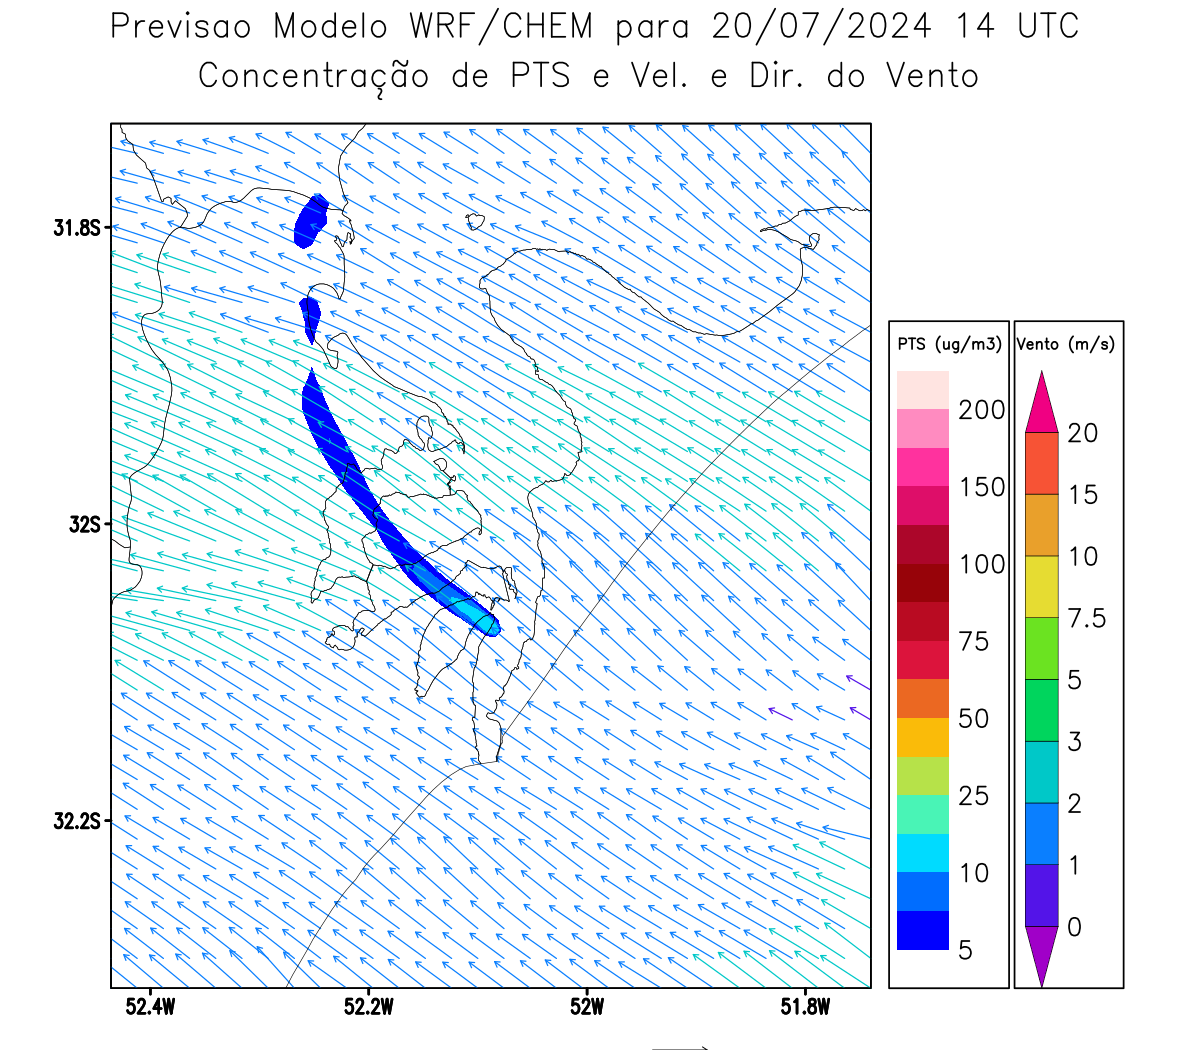 Previsao Modelo WRF/CHEM para 20/07/2024 14 UTC
Concentração de PTS e Vel. e Dir. do Vento
31.8S
32S
32.2S
52.4W
52.2W
52W
51.8W
PTS (ug/m3)
200
150
100
75
50
25
10
5
Vento (m/s)
20
15
10
7.5
5
3
2
1
0